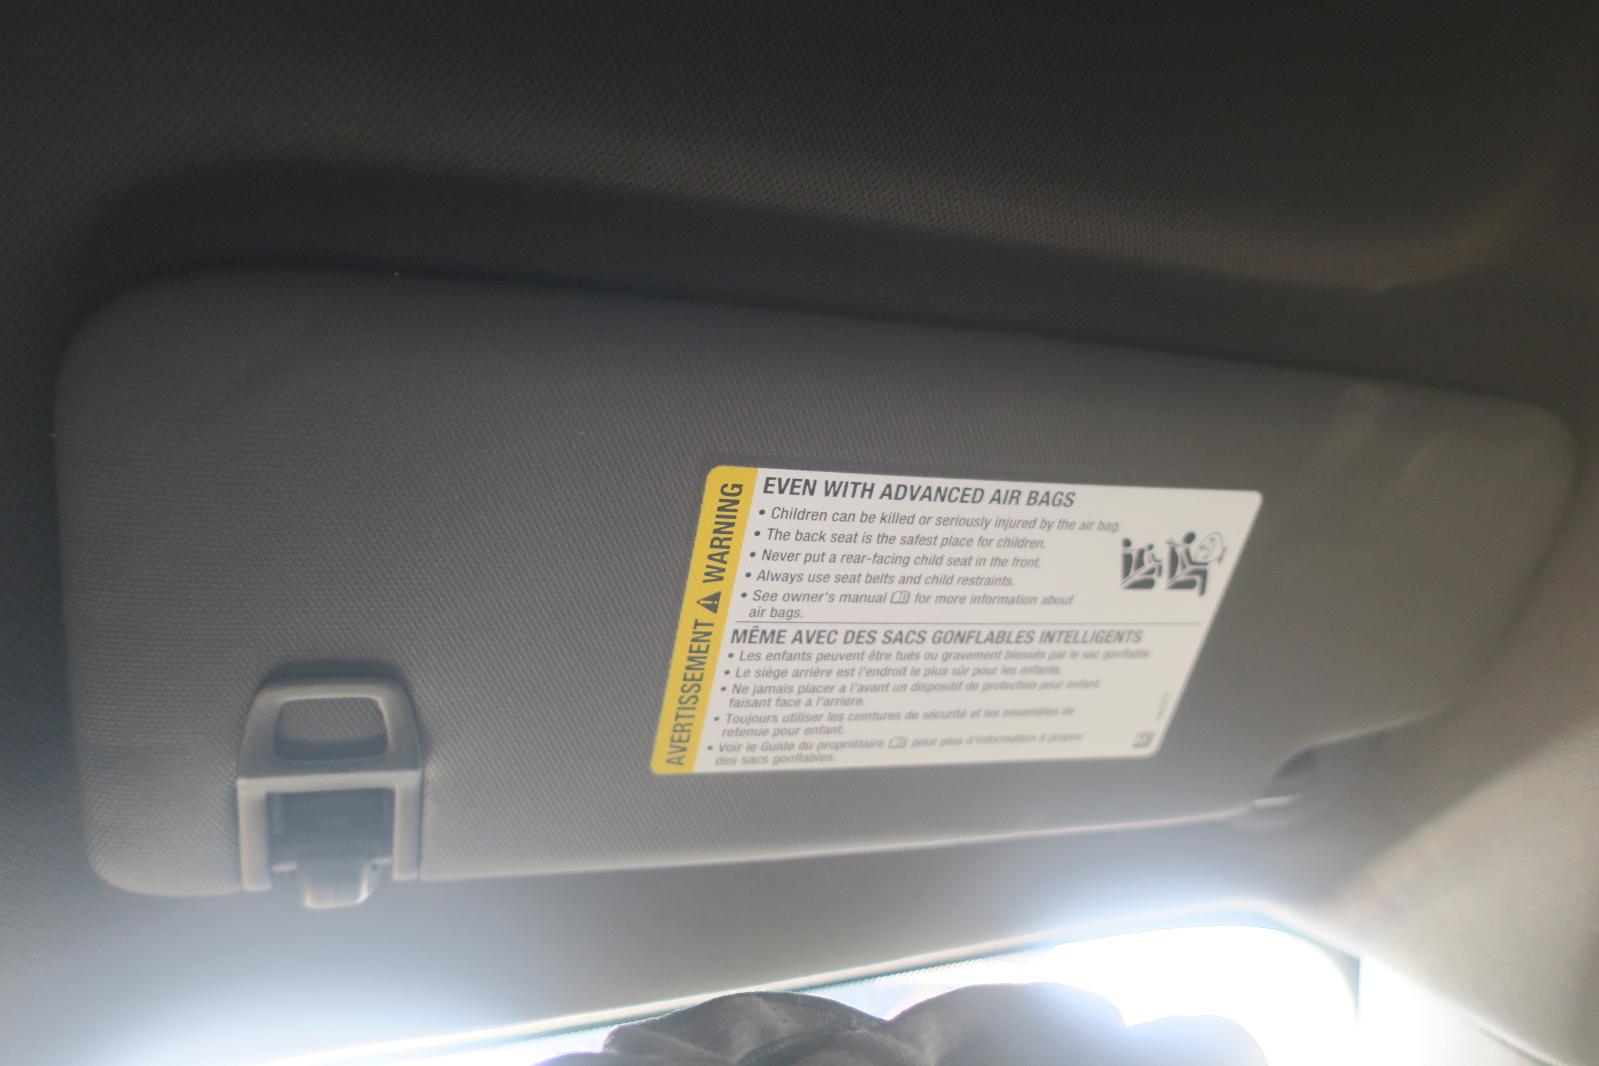 WARNING
AVERTISSEMENT
EVEN WITH ADVANCED AIR BAGS
• Children can be killed or seriously injured by the air bag.
• The back seat is the safest place for children.
• Never put a rear-facing child seat in the front.
• Always use seat belts and child restraints.
• See owner's manual for more information about
air bags.
MÊME AVEC DES SACS GONFLABLES INTELLIGENTS
• Les enfants peuvent être tués ou gravement blessés par le sac gonflable.
• Le siège arrière est l'endroit le plus sûr pour les enfants.
• Ne jamais placer a l'avant un dispositif de protection pour enfant
faisant face a l'arriere.
• Toujours utiliser les ceintures de sécurité et les ensembles de
retenue pour enfant.
• Voir le Guide du propriétaire pour plus d'information à propos
des sacs gonflables.